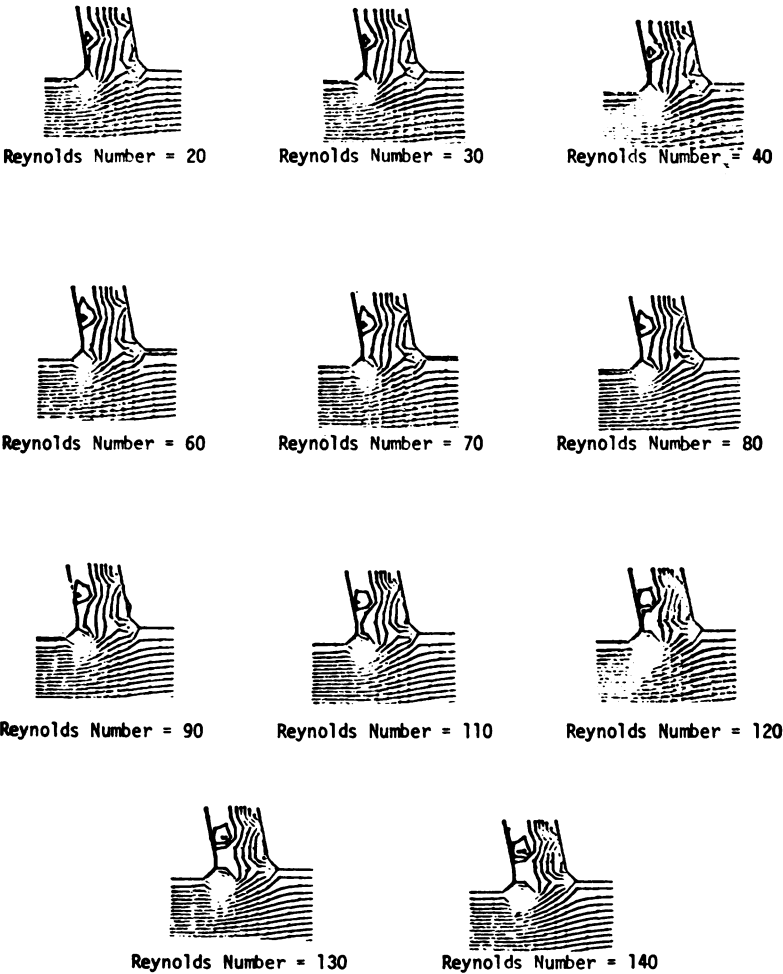 Reynolds Number = 20
Reynolds Number = 30
Reynolds Number = 40
Reynolds Number = 60
Reynolds Number = 70
Reynolds Number = 80
Reynolds Number = 90
Reynolds Number = 110
Reynolds Number = 120
Reynolds Number = 130
Reynolds Number = 140